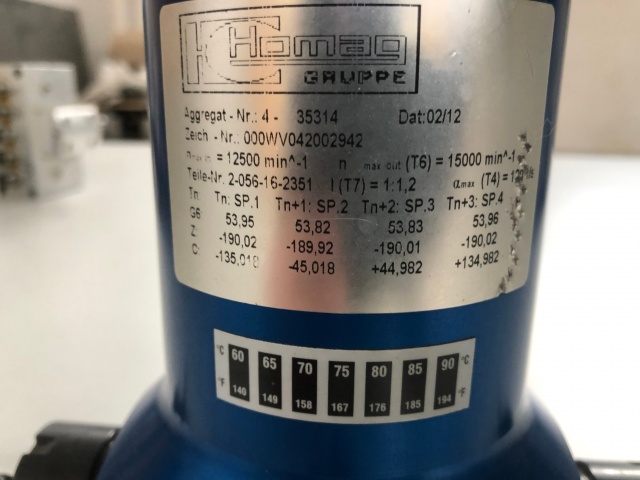 Homag
GRUPPE
Aggregat - Nr.: 4 - 35314 Dat:02/12
Zeich - Nr.: 000WV042002942
= 12500 min^-1 n max out (T6) = 15000 min^-1
Teile-Nr. 2-056-16-2351 I (T7) = 1:1,2 αmax (T4) =
Tn: Tn: SP.1 Tn+1: SP.2 Tn+2: SP.3 Tn+3: SP.4
G6 53,95 53,82 53,83 53,96
Z: -190,02 -189,92 -190,01 -190,02
C: -135,018 -45,018 +44,982 +134,982
°C 60 65 70 75 80 85 90 °C
°F 140 149 158 167 176 185 194 °F